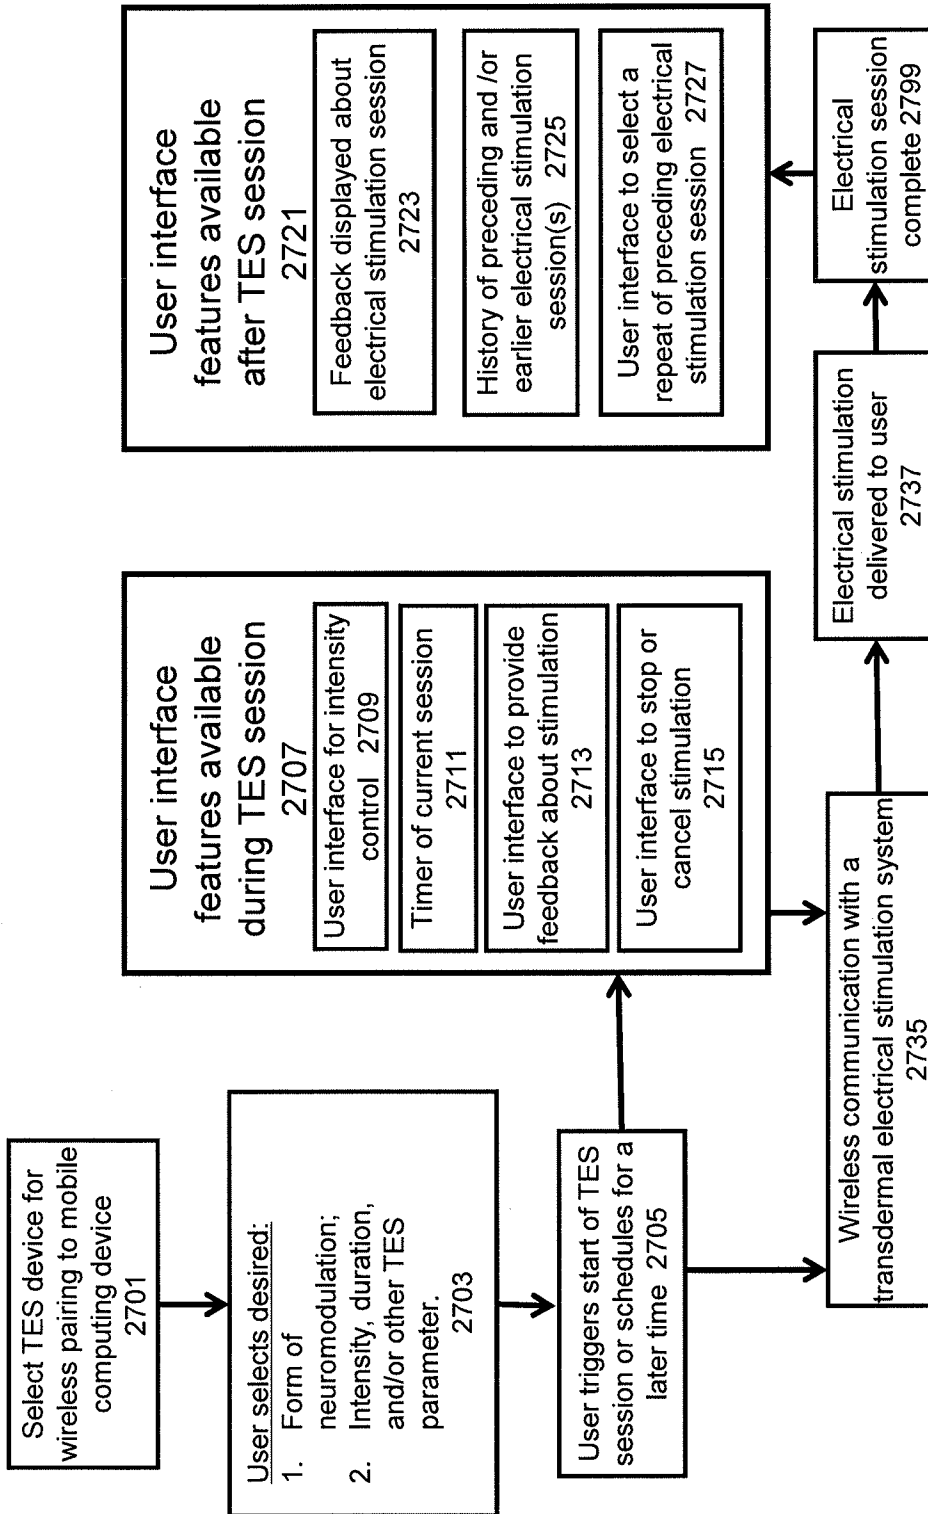 Select TES device for
wireless pairing to mobile
computing device
2701
User selects desired:
1. Form of
neuromodulation;
2. Intensity, duration,
and/or other TES
parameter.
2703
User triggers start of TES
session or schedules for a
later time 2705
User interface
features available
during TES session
2707
User interface for intensity
control 2709
Timer of current session
2711
User interface to provide
feedback about stimulation
2713
User interface to stop or
cancel stimulation
2715
Wireless communication with a
transdermal electrical stimulation system
2735
Electrical stimulation
delivered to user
2737
Electrical
stimulation session
complete 2799
User interface
features available
after TES session
2721
Feedback displayed about
electrical stimulation session
2723
History of preceding and /or
earlier electrical stimulation
session(s) 2725
User interface to select a
repeat of preceding electrical
stimulation session 2727